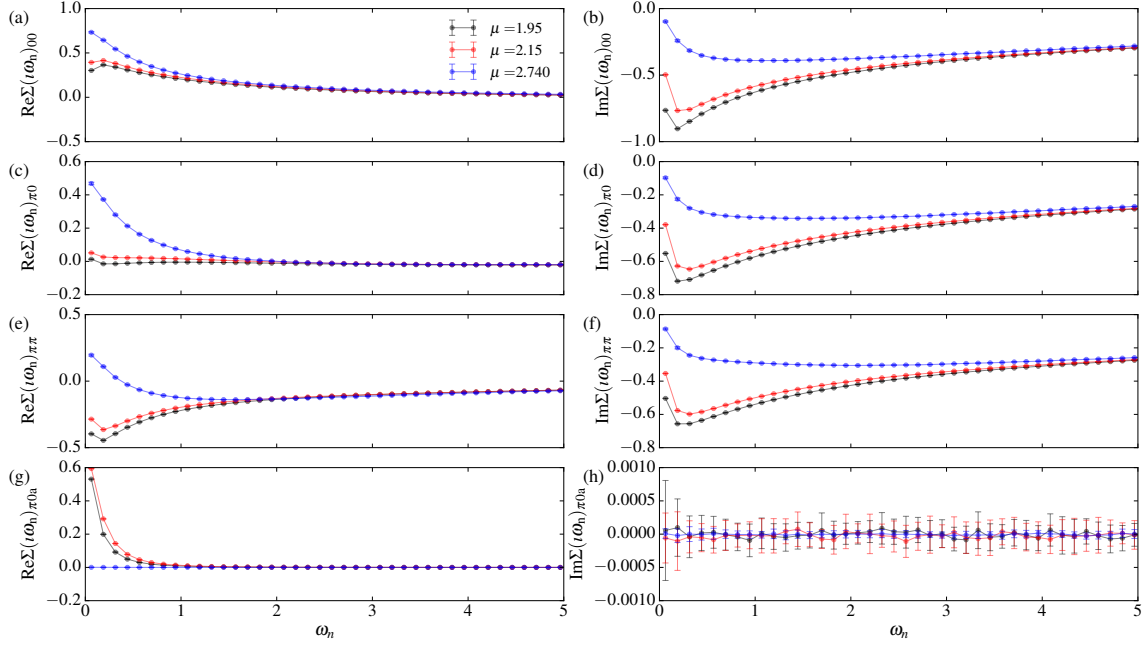 (a)
ReΣ(ιω_n)_00
1.0
0.5
0.0
−0.5
μ =1.95
μ =2.15
μ =2.740
(b)
ImΣ(ιω_n)_00
0.0
−0.5
−1.0
(c)
ReΣ(ιω_n)_π0
0.6
0.4
0.2
0.0
−0.2
(d)
ImΣ(ιω_n)_π0
0.0
−0.2
−0.4
−0.6
−0.8
(e)
ReΣ(ιω_n)_ππ
0.5
0.0
−0.5
(f)
ImΣ(ιω_n)_ππ
0.0
−0.2
−0.4
−0.6
−0.8
(g)
ReΣ(ιω_n)_π0a
0.6
0.4
0.2
0.0
−0.2
0 1 2 3 4 5
ω_n
(h)
ImΣ(ιω_n)_π0a
0.0010
0.0005
0.0000
−0.0005
−0.0010
0 1 2 3 4 5
ω_n